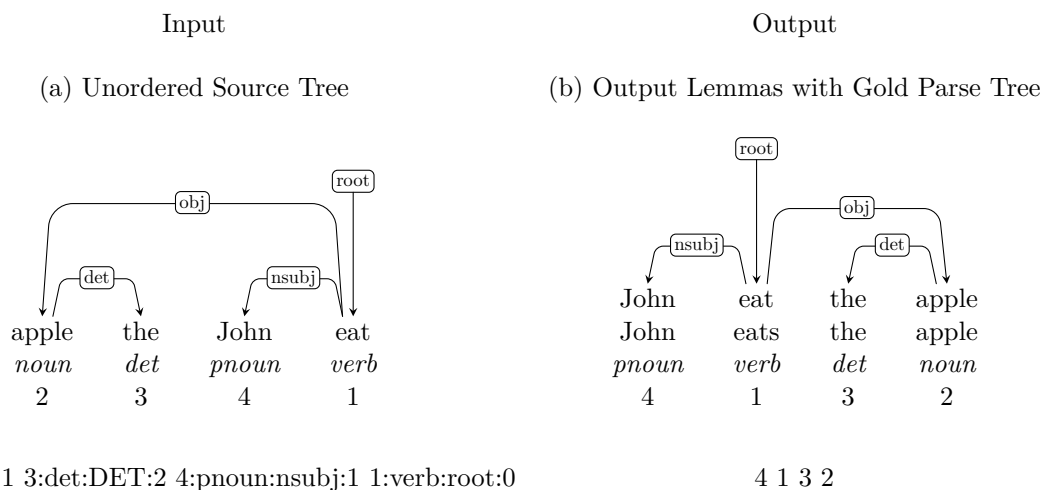 Input Output
(a) Unordered Source Tree (b) Output Lemmas with Gold Parse Tree
root
root
obj
obj
nsubj det
det nsubj
John eat the apple
apple the John eat
John eats the apple
noun det pnoun verb
pnoun verb det noun
2 3 4 1
4 1 3 2
1 3:det:DET:2 4:pnoun:nsubj:1 1:verb:root:0
4 1 3 2